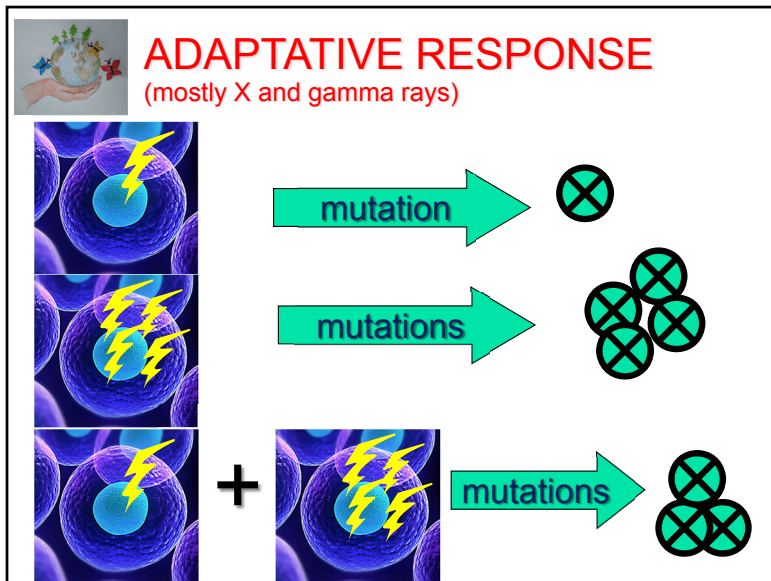 ADAPTATIVE RESPONSE
(mostly X and gamma rays)
mutation
mutations
+
mutations